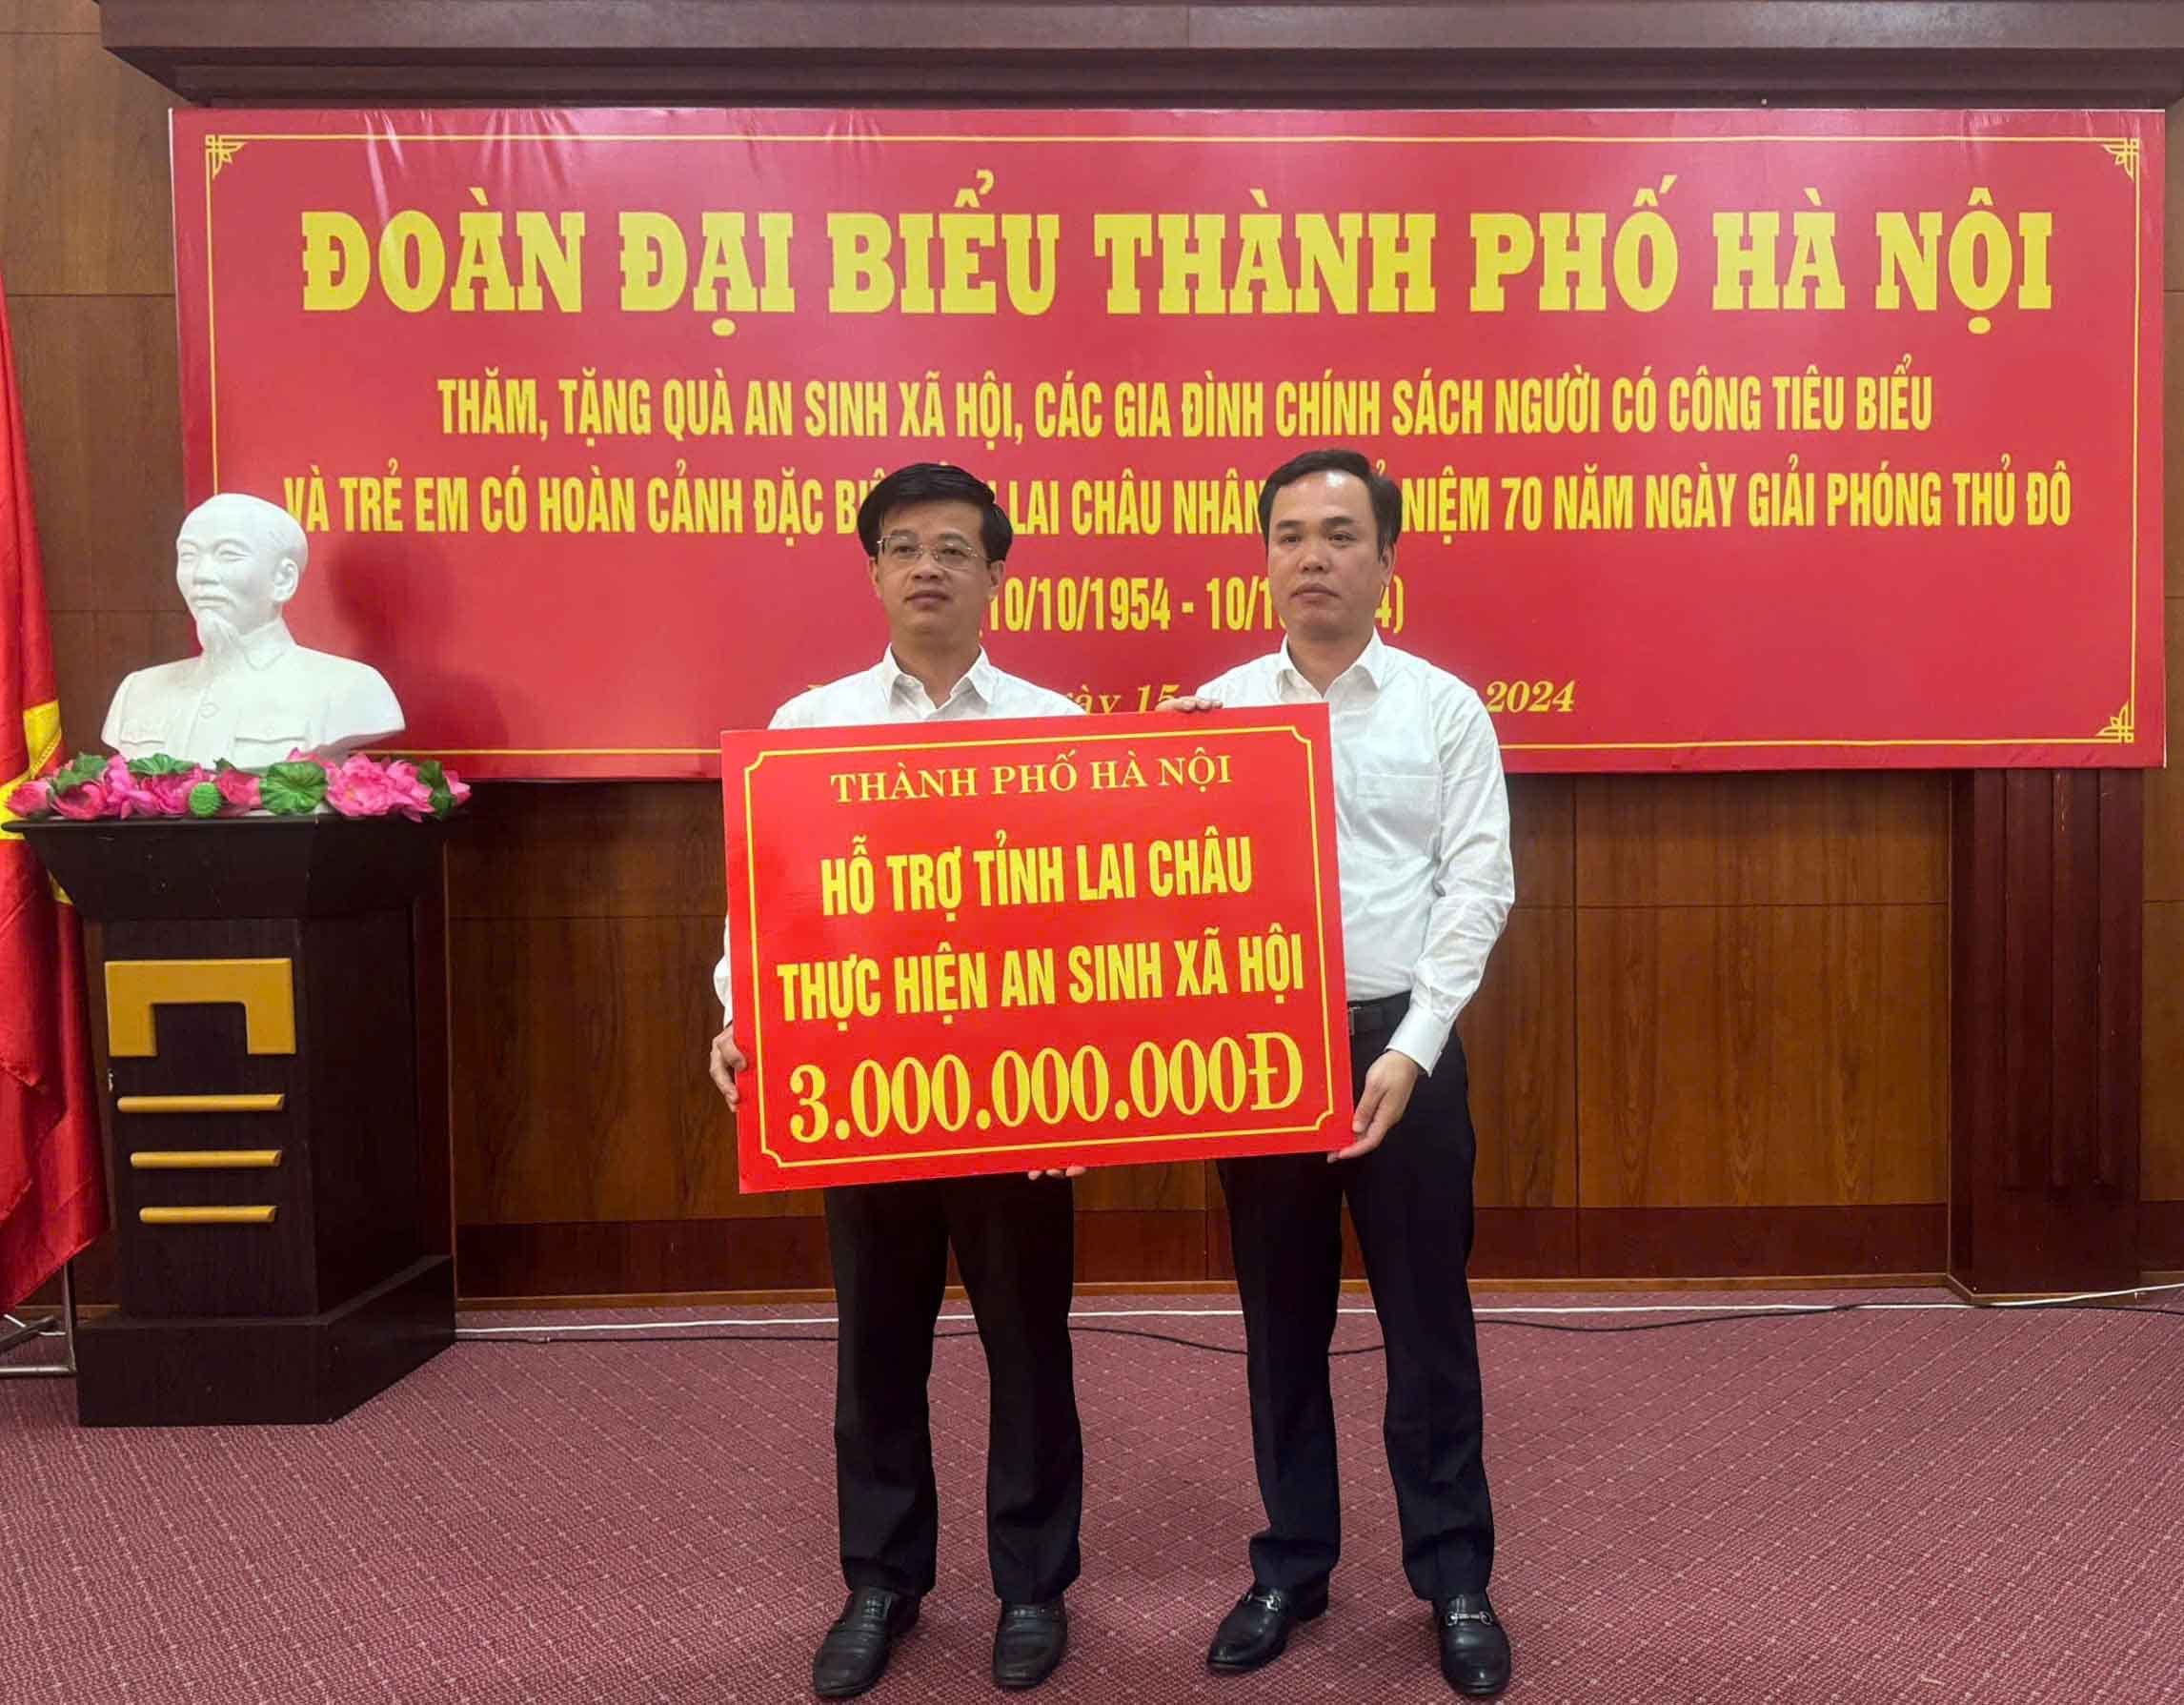 ĐOÀN ĐẠI BIỂU THÀNH PHỐ HÀ NỘI
THĂM, TẶNG QUÀ AN SINH XÃ HỘI, CÁC GIA ĐÌNH CHÍNH SÁCH NGƯỜI CÓ CÔNG TIÊU BIỂU
VÀ TRẺ EM CÓ HOÀN CẢNH ĐẶC LAI CHÂU NHÂN NIỆM 70 NĂM NGÀY GIẢI PHÓNG THỦ ĐÔ
(10/10/1954 - 10/
15 2024
THÀNH PHỐ HÀ NỘI
HỖ TRỢ TỈNH LAI CHÂU
THỰC HIỆN AN SINH XÃ HỘI
3.000.000.000Đ